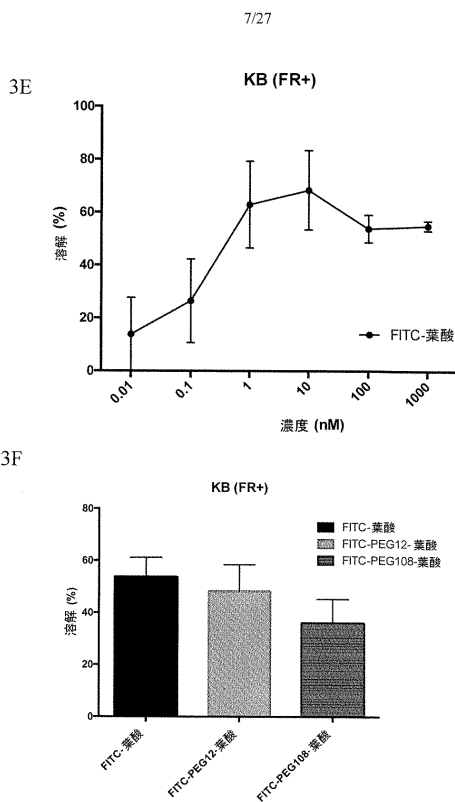 7/27
3E
KB (FR+)
100
80
60
40
20
0
溶解 (%)
FITC-葉酸
0.01
0.1
1
10
100
1000
濃度 (nM)
3F
KB (FR+)
80
60
40
20
0
溶解 (%)
FITC-葉酸
FITC-PEG12-葉酸
FITC-PEG108-葉酸
FITC-葉酸
FITC-PEG12-葉酸
FITC-PEG108-葉酸